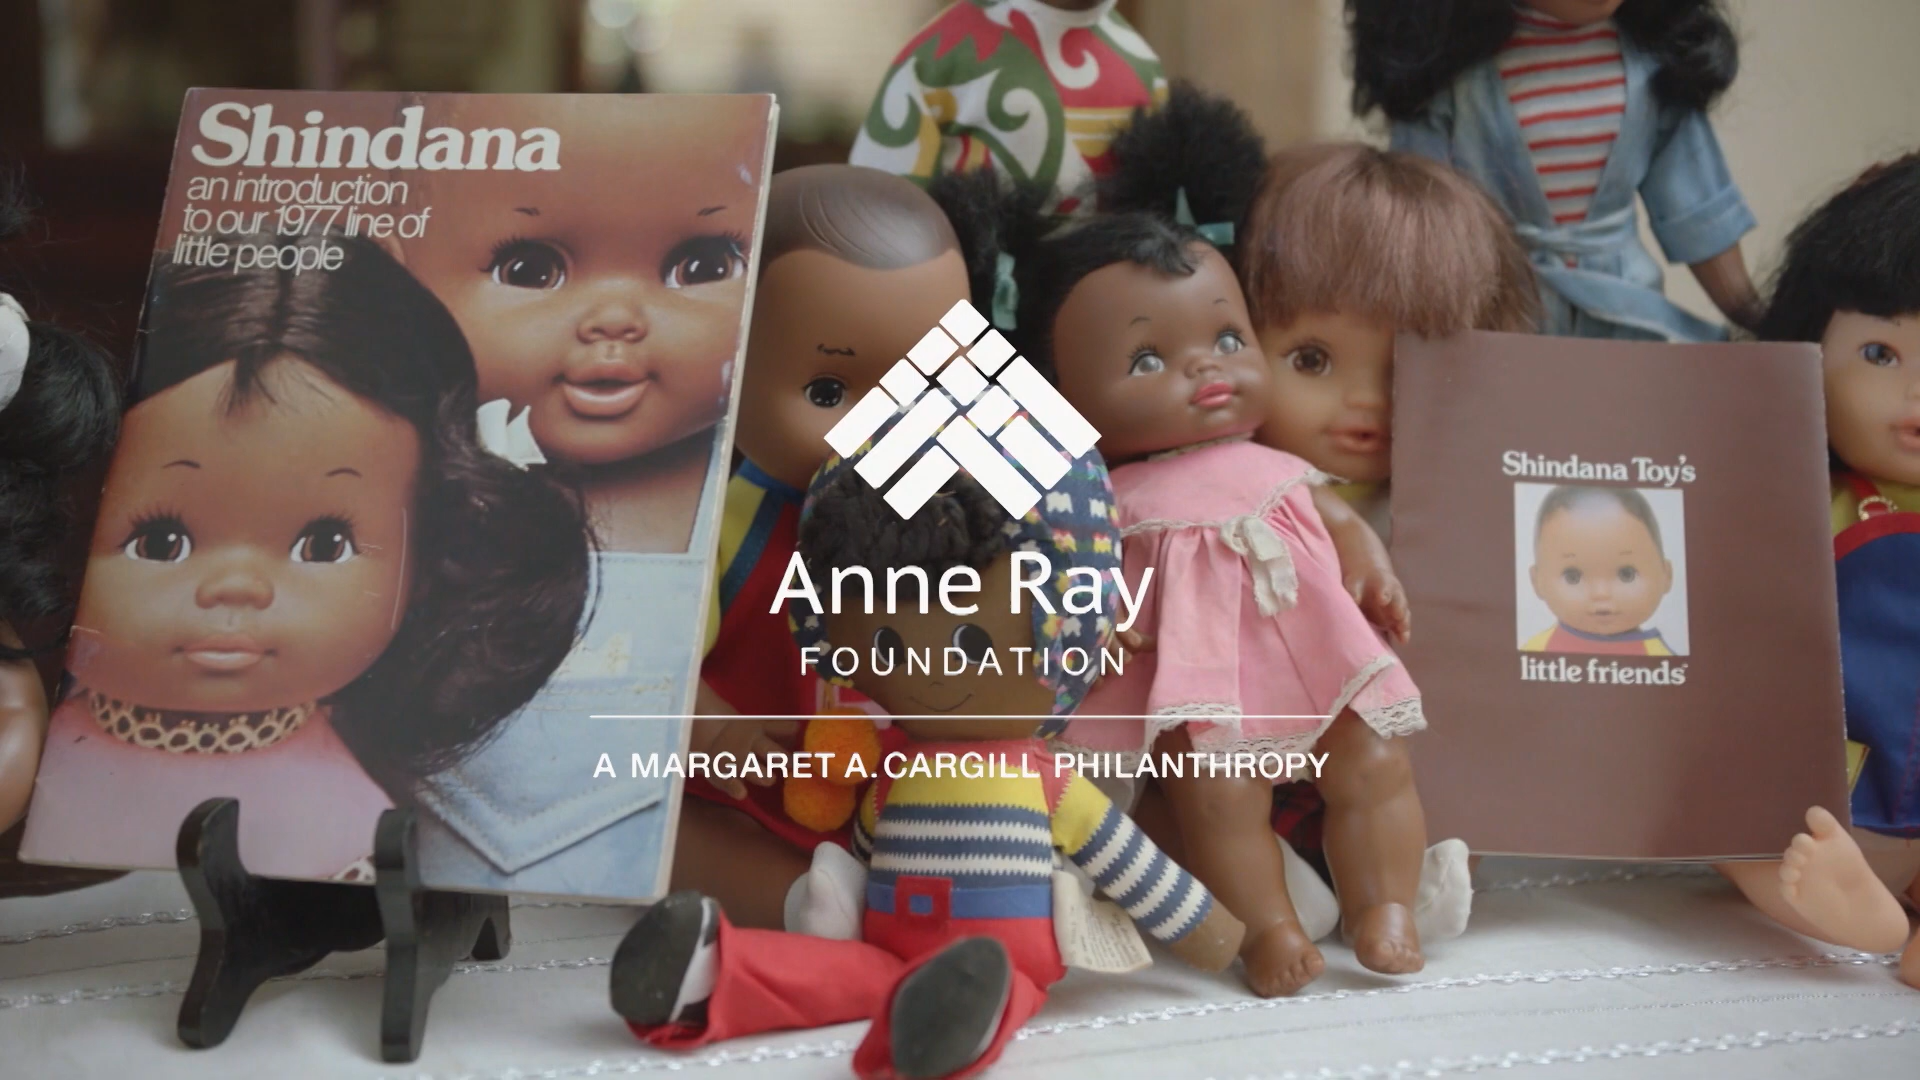 Shindana
an introduction
to our 1977 line of
little people
Anne Ray
FOUNDATION
A MARGARET A. CARGILL PHILANTHROPY
Shindana Toy's
little friends